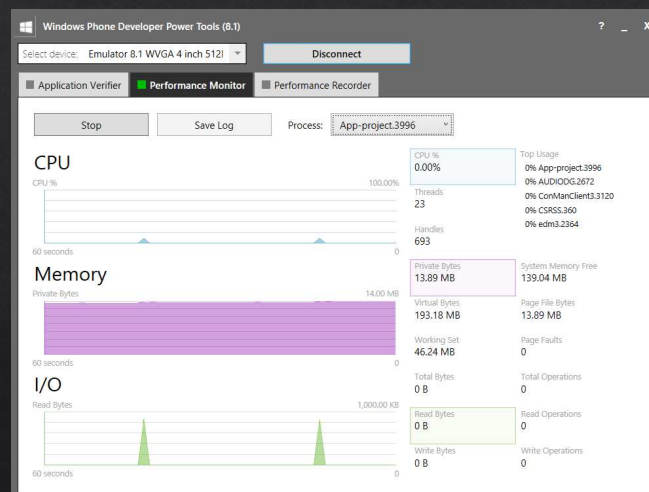 Windows Phone Developer Power Tools (8.1)
? _ X
Select device: Emulator 8.1 WVGA 4 inch 512
Disconnect
Application Verifier Performance Monitor Performance Recorder
Stop Save Log Process: App-project.3996
CPU
CPU % 100.00%
60 seconds 0
Memory
Private Bytes 14.00 MB
60 seconds 0
I/O
Read Bytes 1,000.00 KB
60 seconds 0
CPU %
0.00%
Threads
23
Handles
693
Top Usage
0% App-project.3996
0% AUDIODG.2672
0% ConManClient3.3120
0% CSRSS.360
0% edm3.2364
Private Bytes System Memory Free
13.89 MB 139.04 MB
Virtual Bytes Page File Bytes
193.18 MB 13.89 MB
Working Set Page Faults
46.24 MB 0
Total Bytes Total Operations
0 B 0
Read Bytes Read Operations
0 B 0
Write Bytes Write Operations
0 B 0